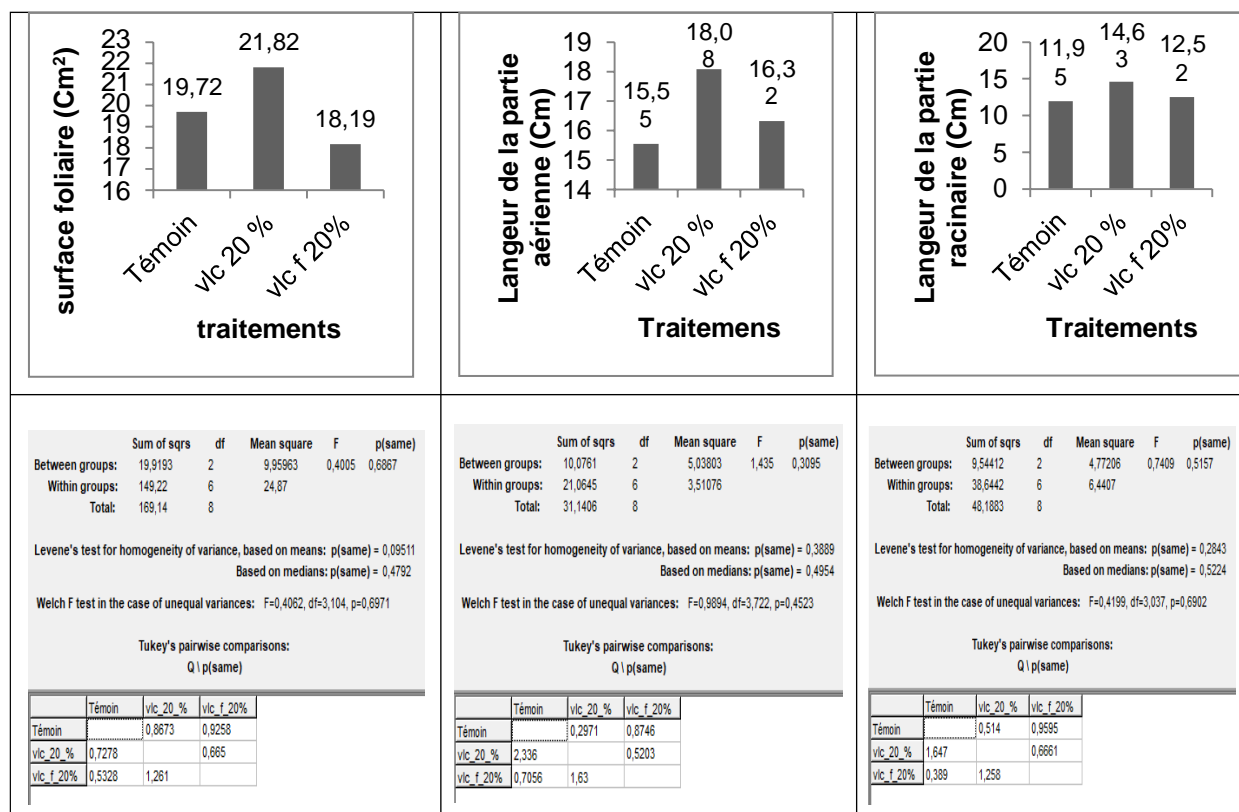 surface foliaire (Cm²)
23
22
21
20
19
18
17
16
19,72
21,82
18,19
Témoin
vlc 20 %
vlc f 20%
traitements
Langeur de la partie
aérienne (Cm)
19
18
17
16
15
14
15,5
5
18,0
8
16,3
2
Témoin
vlc 20 %
vlc f 20%
Traitemens
Langeur de la partie
racinaire (Cm)
20
15
10
5
0
11,9
5
14,6
3
12,5
2
Témoin
vlc 20 %
vlc f 20%
Traitements
Sum of sqrs df Mean square F p(same)
Between groups: 19,9193 2 9,95963 0,4005 0,6867
Within groups: 149,22 6 24,87
Total: 169,14 8
Levene's test for homogeneity of variance, based on means: p(same) = 0,09511
Based on medians: p(same) = 0,4792
Welch F test in the case of unequal variances: F=0,4062, df=3,104, p=0,6971
Tukey's pairwise comparisons:
Q \ p(same)
Témoin vlc_20_% vlc_f_20%
Témoin 0,8673 0,9258
vlc_20_% 0,7278 0,665
vlc_f_20% 0,5328 1,261
Sum of sqrs df Mean square F p(same)
Between groups: 10,0761 2 5,03803 1,435 0,3095
Within groups: 21,0645 6 3,51076
Total: 31,1406 8
Levene's test for homogeneity of variance, based on means: p(same) = 0,3889
Based on medians: p(same) = 0,4954
Welch F test in the case of unequal variances: F=0,9894, df=3,722, p=0,4523
Tukey's pairwise comparisons:
Q \ p(same)
Témoin vlc_20_% vlc_f_20%
Témoin 0,2971 0,8746
vlc_20_% 2,336 0,5203
vlc_f_20% 0,7056 1,63
Sum of sqrs df Mean square F p(same)
Between groups: 9,54412 2 4,77206 0,7409 0,5157
Within groups: 38,6442 6 6,4407
Total: 48,1883 8
Levene's test for homogeneity of variance, based on means: p(same) = 0,2843
Based on medians: p(same) = 0,5224
Welch F test in the case of unequal variances: F=0,4199, df=3,037, p=0,6902
Tukey's pairwise comparisons:
Q \ p(same)
Témoin vlc_20_% vlc_f_20%
Témoin 0,514 0,9595
vlc_20_% 1,647 0,6661
vlc_f_20% 0,389 1,258